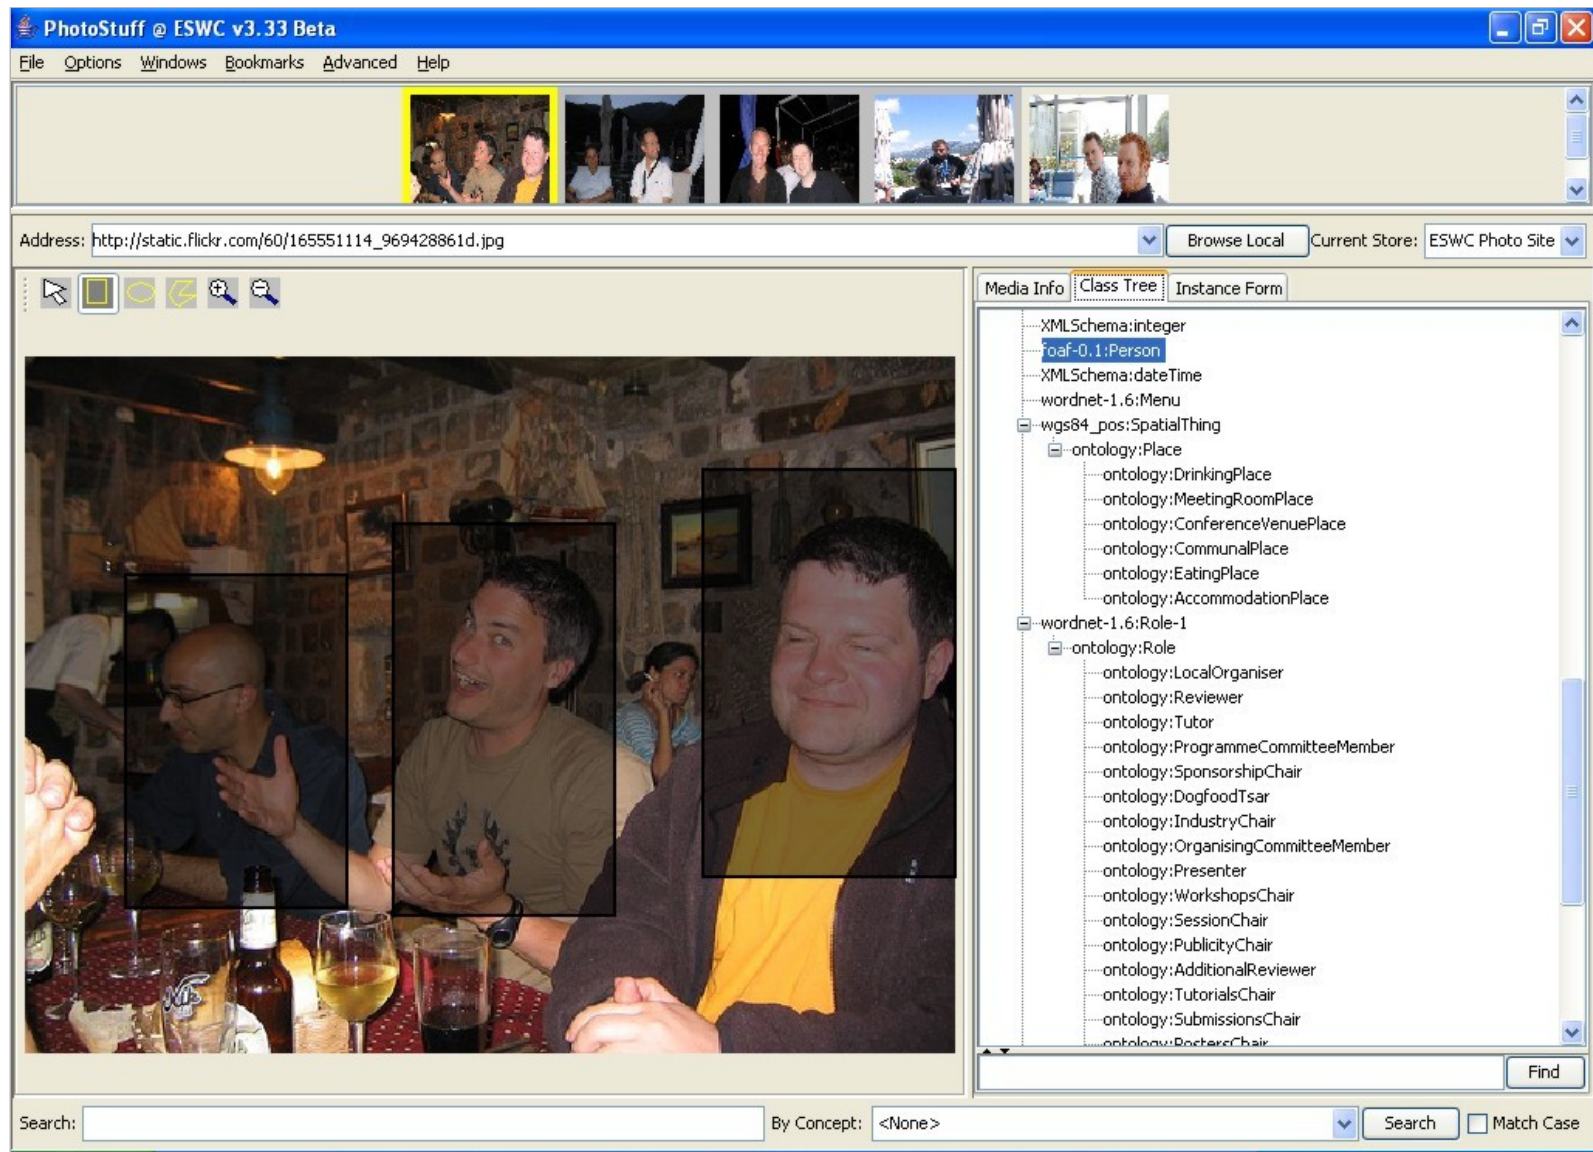 PhotoStuff @ ESWC v3.33 Beta
File Options Windows Bookmarks Advanced Help
Address: http://static.flickr.com/60/165551114_969428861d.jpg Browse Local Current Store: ESWC Photo Site
Media Info Class Tree Instance Form
XMLSchema:integer
foaf-0.1:Person
XMLSchema:dateTime
wordnet-1.6:Menu
wgs84_pos:SpatialThing
ontology:Place
ontology:DrinkingPlace
ontology:MeetingRoomPlace
ontology:ConferenceVenuePlace
ontology:CommunalPlace
ontology:EatingPlace
ontology:AccommodationPlace
wordnet-1.6:Role-1
ontology:Role
ontology:LocalOrganiser
ontology:Reviewer
ontology:Tutor
ontology:ProgrammeCommitteeMember
ontology:SponsorshipChair
ontology:DogfoodTsar
ontology:IndustryChair
ontology:OrganisingCommitteeMember
ontology:Presenter
ontology:WorkshopsChair
ontology:SessionChair
ontology:PublicityChair
ontology:AdditionalReviewer
ontology:TutorialsChair
ontology:SubmissionsChair
ontology:PostersChair
Find
Search: By Concept: <None> Search Match Case